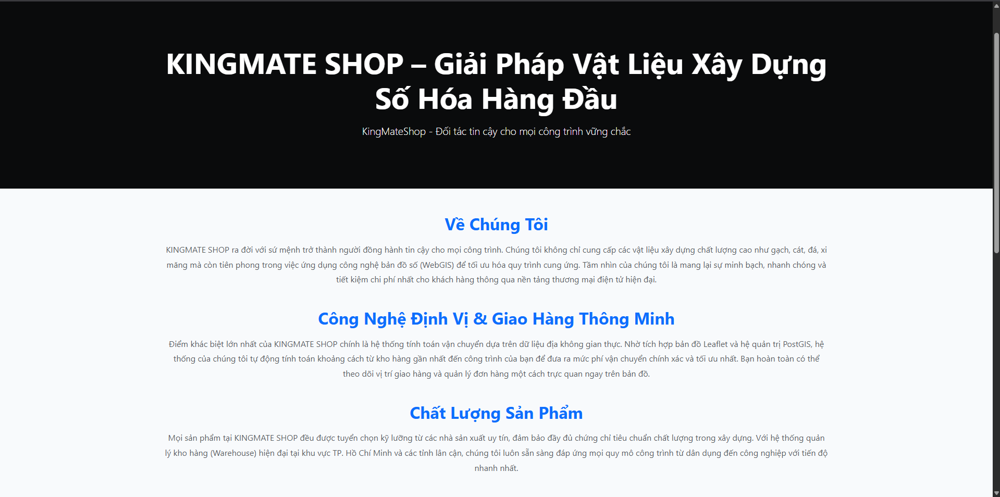 KINGMATE SHOP – Giải Pháp Vật Liệu Xây Dựng
Số Hóa Hàng Đầu
KingMateShop - Đối tác tin cậy cho mọi công trình vững chắc
Về Chúng Tôi
KINGMATE SHOP ra đời với sứ mệnh trở thành người đồng hành tin cậy cho mọi công trình. Chúng tôi không chỉ cung cấp các vật liệu xây dựng chất lượng cao như gạch, cát, đá, xi
măng mà còn tiên phong trong việc ứng dụng công nghệ bản đồ số (WebGIS) để tối ưu hóa quy trình cung ứng. Tầm nhìn của chúng tôi là mang lại sự minh bạch, nhanh chóng và
tiết kiệm chi phí nhất cho khách hàng thông qua nền tảng thương mại điện tử hiện đại.
Công Nghệ Định Vị & Giao Hàng Thông Minh
Điểm khác biệt lớn nhất của KINGMATE SHOP chính là hệ thống tính toán vận chuyển dựa trên dữ liệu địa không gian thực. Nhờ tích hợp bản đồ Leaflet và hệ quản trị PostGIS, hệ
thống của chúng tôi tự động tính toán khoảng cách từ kho hàng gần nhất đến công trình của bạn để đưa ra mức phí vận chuyển chính xác và tối ưu nhất. Bạn hoàn toàn có thể
theo dõi vị trí giao hàng và quản lý đơn hàng một cách trực quan ngay trên bản đồ.
Chất Lượng Sản Phẩm
Mọi sản phẩm tại KINGMATE SHOP đều được tuyển chọn kỹ lưỡng từ các nhà sản xuất uy tín, đảm bảo đầy đủ chứng chỉ tiêu chuẩn chất lượng trong xây dựng. Với hệ thống quản
lý kho hàng (Warehouse) hiện đại tại khu vực TP. Hồ Chí Minh và các tỉnh lân cận, chúng tôi luôn sẵn sàng đáp ứng mọi quy mô công trình từ dân dụng đến công nghiệp với tiến độ
nhanh nhất.